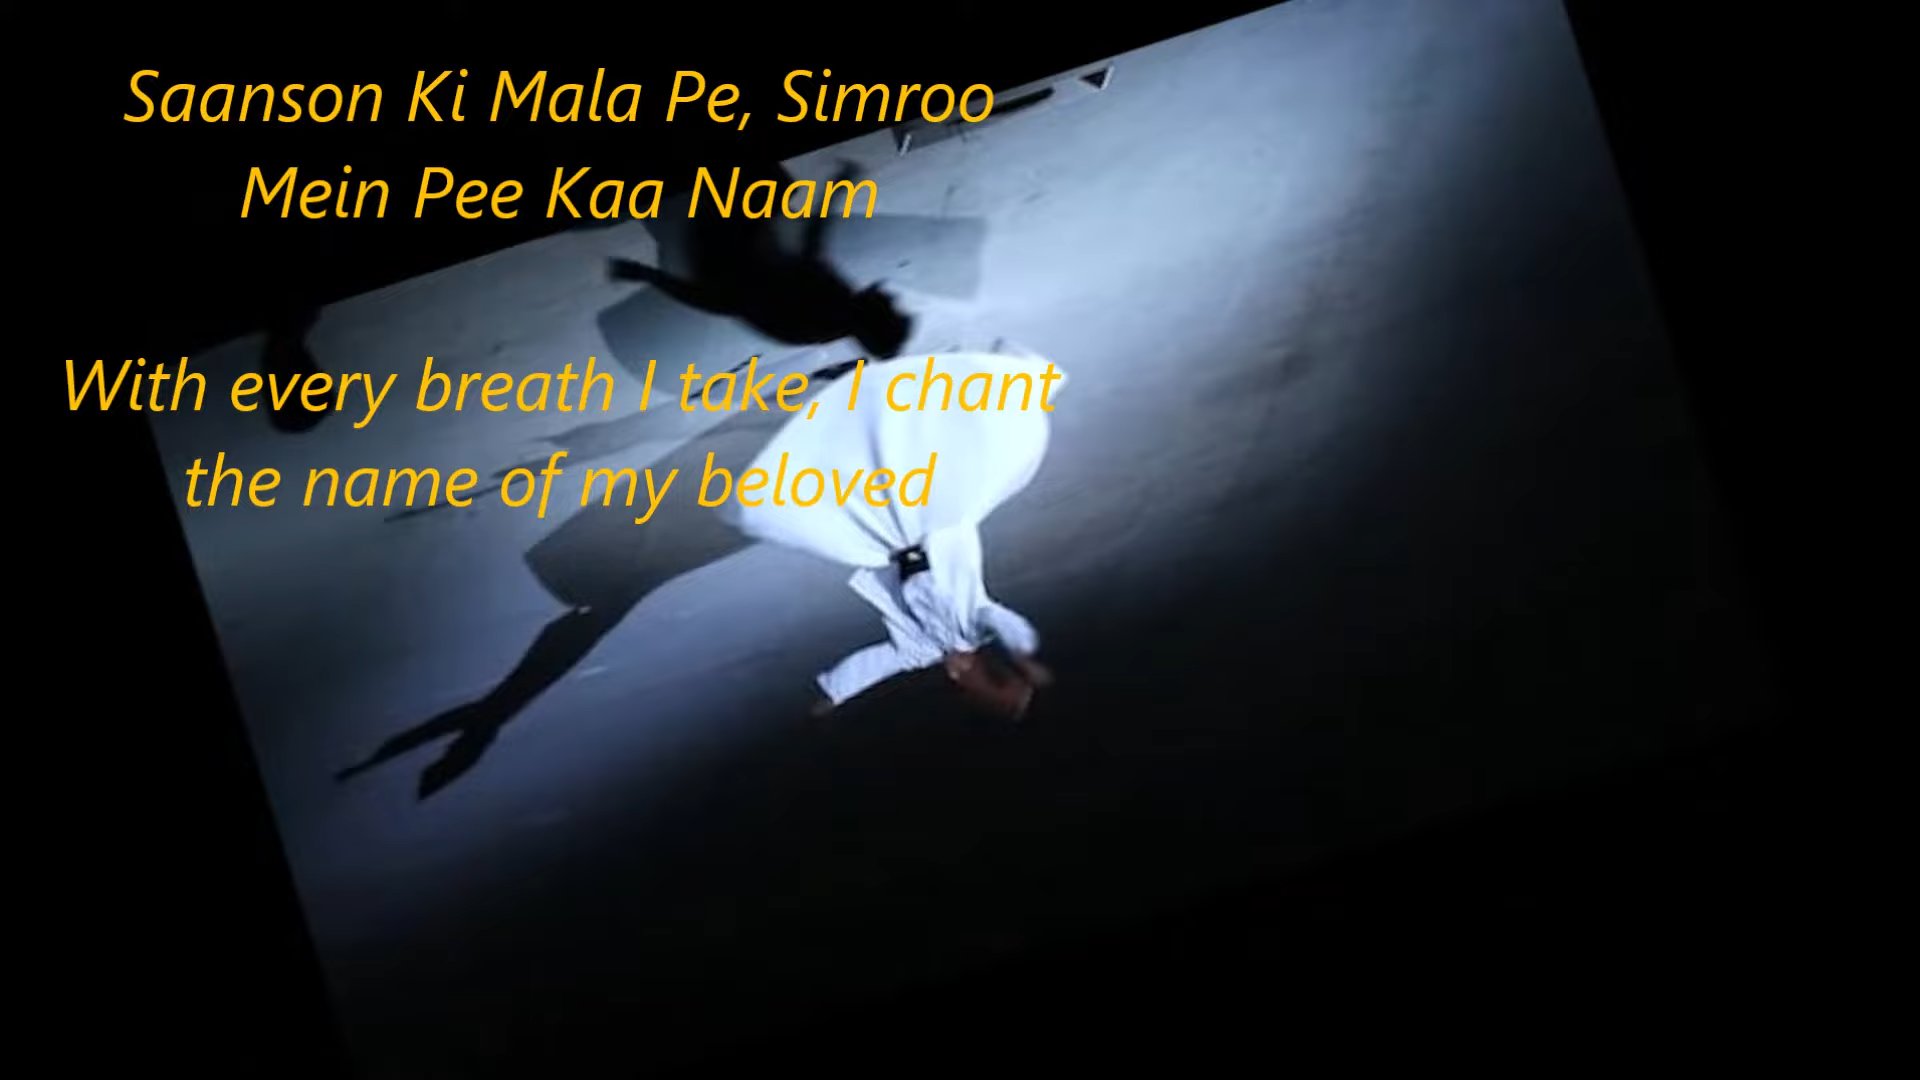 Saanson Ki Mala Pe, Simroo
Mein Pee Kaa Naam
With every breath I take, I chant
the name of my beloved